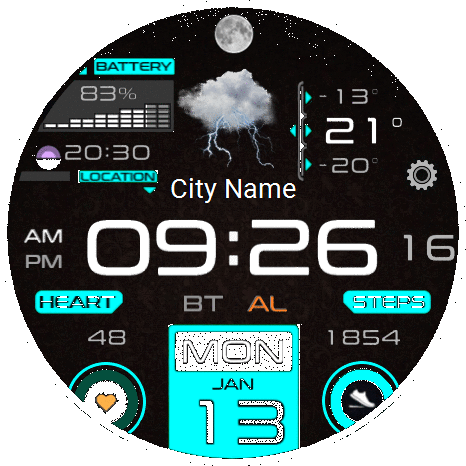 BATTERY
83%
-13°
21°
20:30
-20°
LOCATION
City Name
AM
09:26
16
PM
HEART
BT
AL
STEPS
48
MON
1854
JAN
13